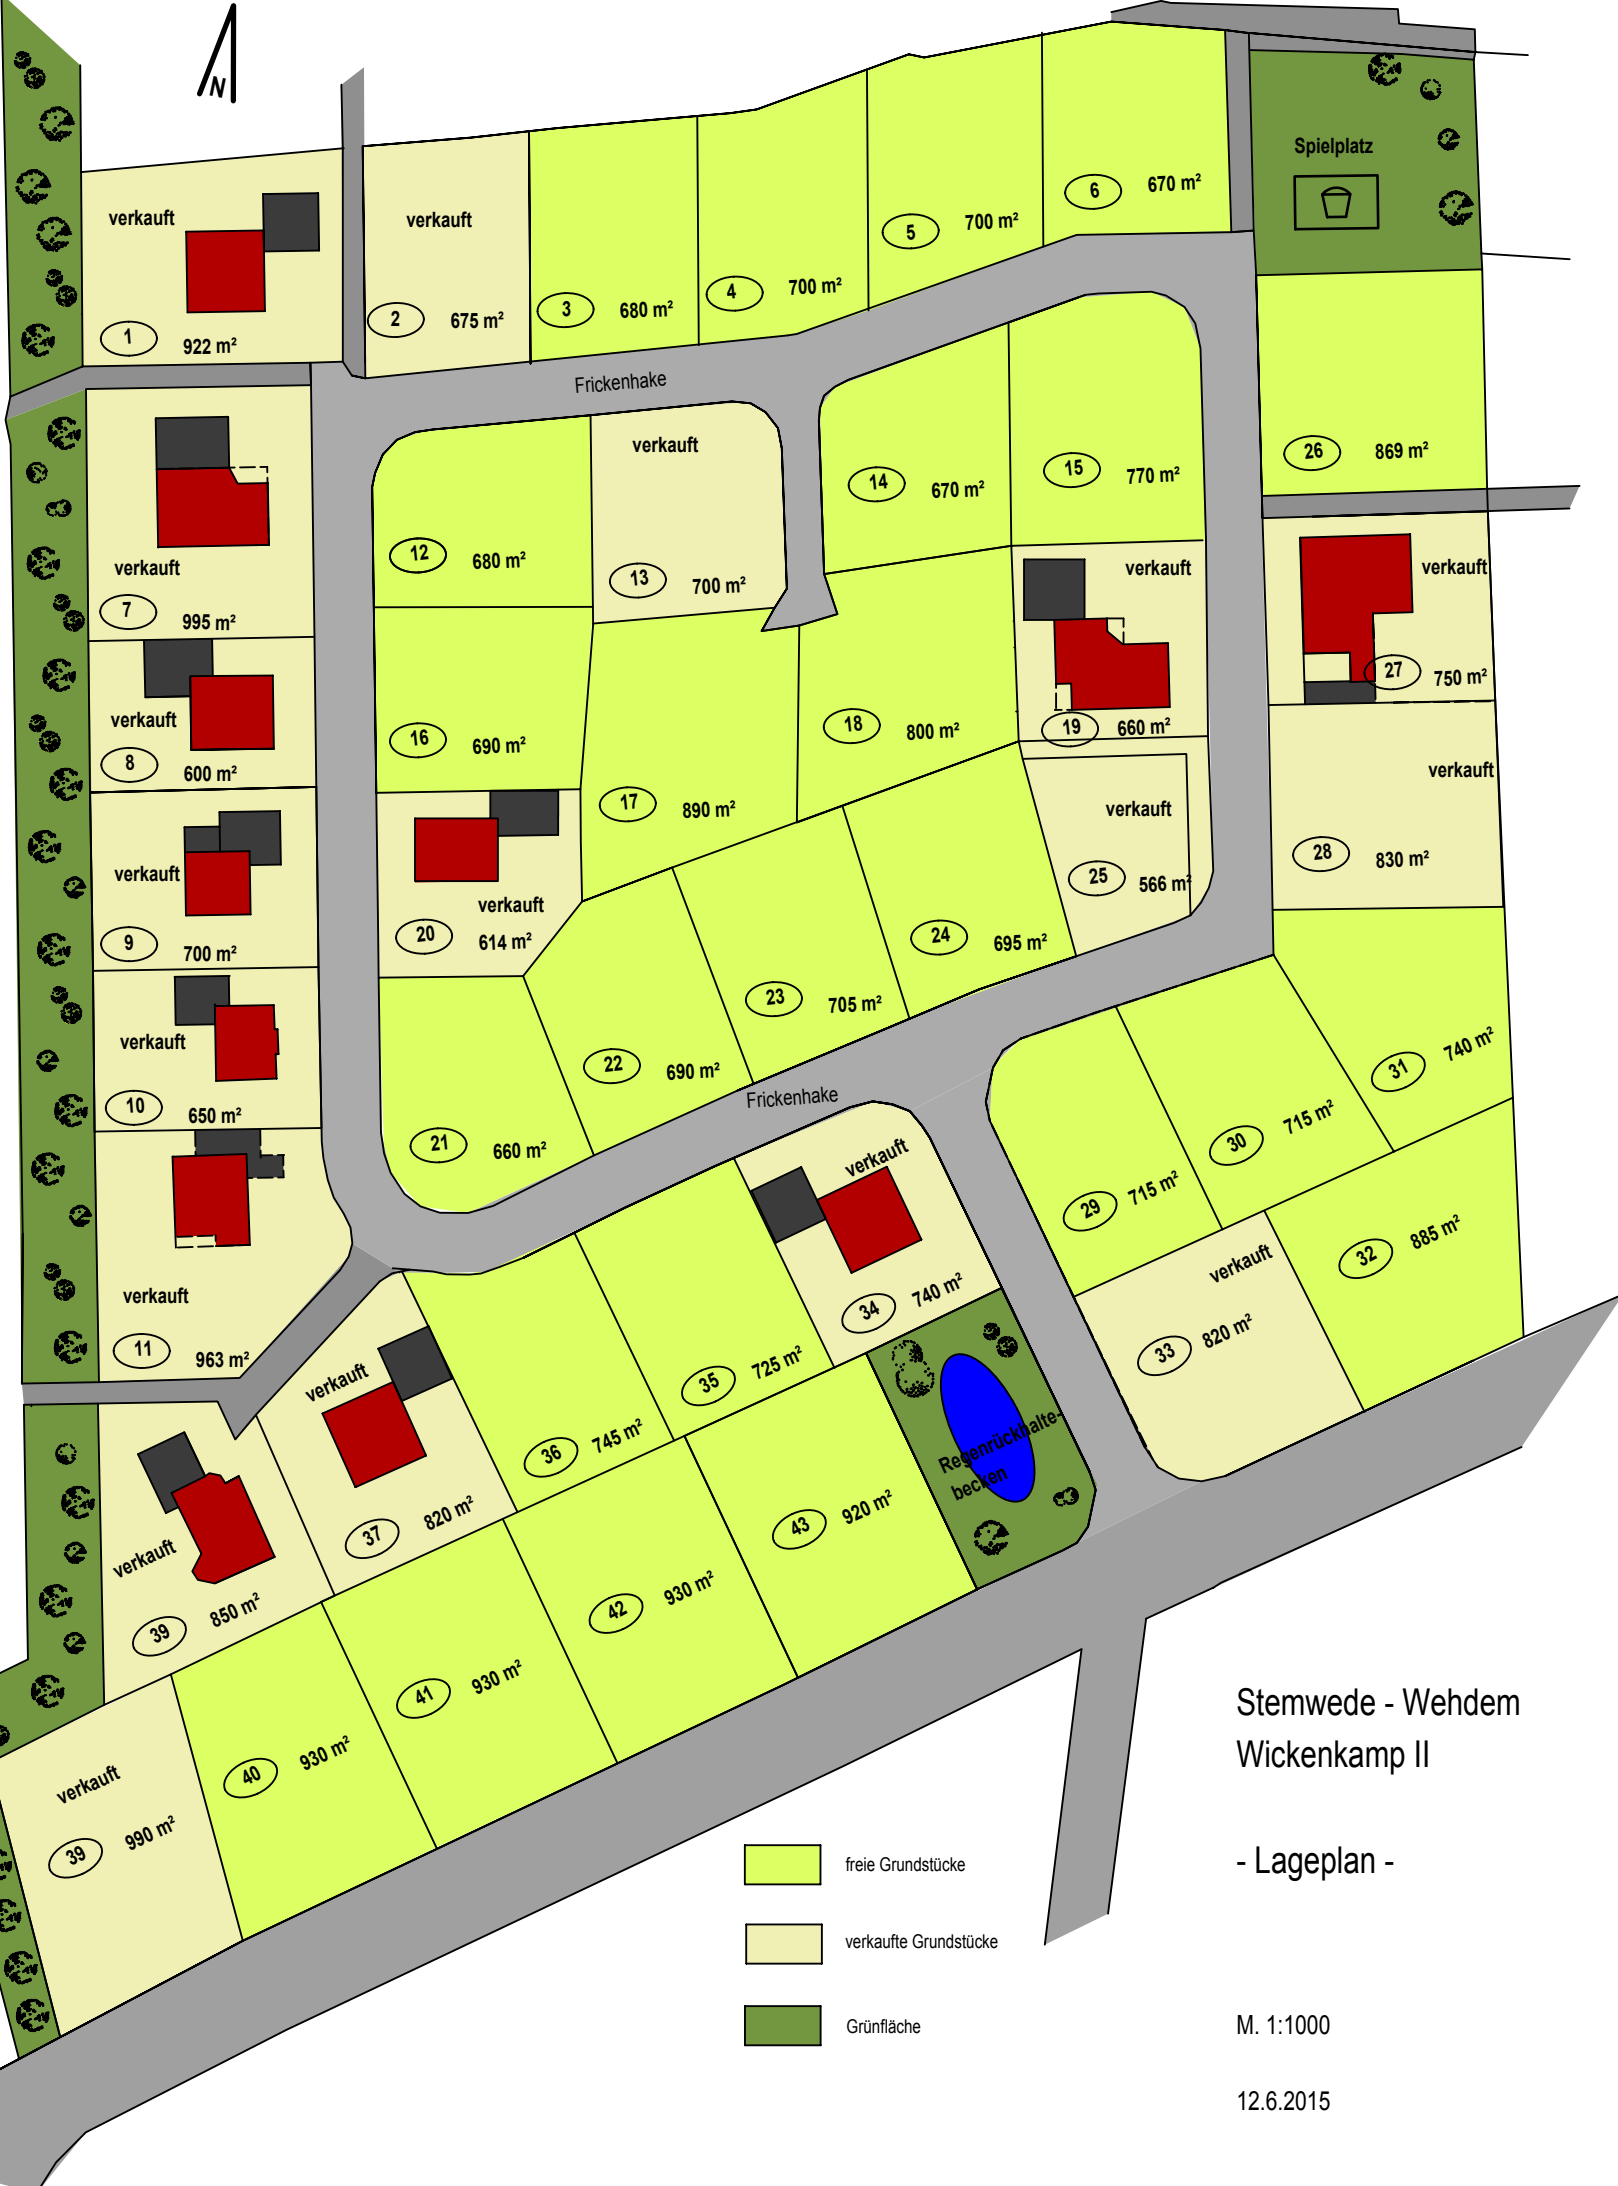 N
Spielplatz
verkauft
1
922 m²
verkauft
2
675 m²
3
680 m²
4
700 m²
5
700 m²
6
670 m²
Frickenhake
verkauft
7
995 m²
12
680 m²
verkauft
13
700 m²
14
670 m²
15
770 m²
26
869 m²
verkauft
8
600 m²
16
690 m²
17
890 m²
18
800 m²
verkauft
19
660 m²
verkauft
27
750 m²
verkauft
9
700 m²
verkauft
20
614 m²
verkauft
25
566 m²
verkauft
28
830 m²
verkauft
10
650 m²
21
660 m²
22
690 m²
23
705 m²
24
695 m²
Frickenhake
29
715 m²
30
715 m²
31
740 m²
verkauft
11
963 m²
verkauft
34
740 m²
verkauft
33
820 m²
32
885 m²
verkauft
37
820 m²
36
745 m²
35
725 m²
Regenrückhalte-
becken
verkauft
39
850 m²
43
920 m²
42
930 m²
41
930 m²
40
930 m²
verkauft
39
990 m²
Stemwede - Wehdem
Wickenkamp II
- Lageplan -
freie Grundstücke
verkaufte Grundstücke
Grünfläche
M. 1:1000
12.6.2015